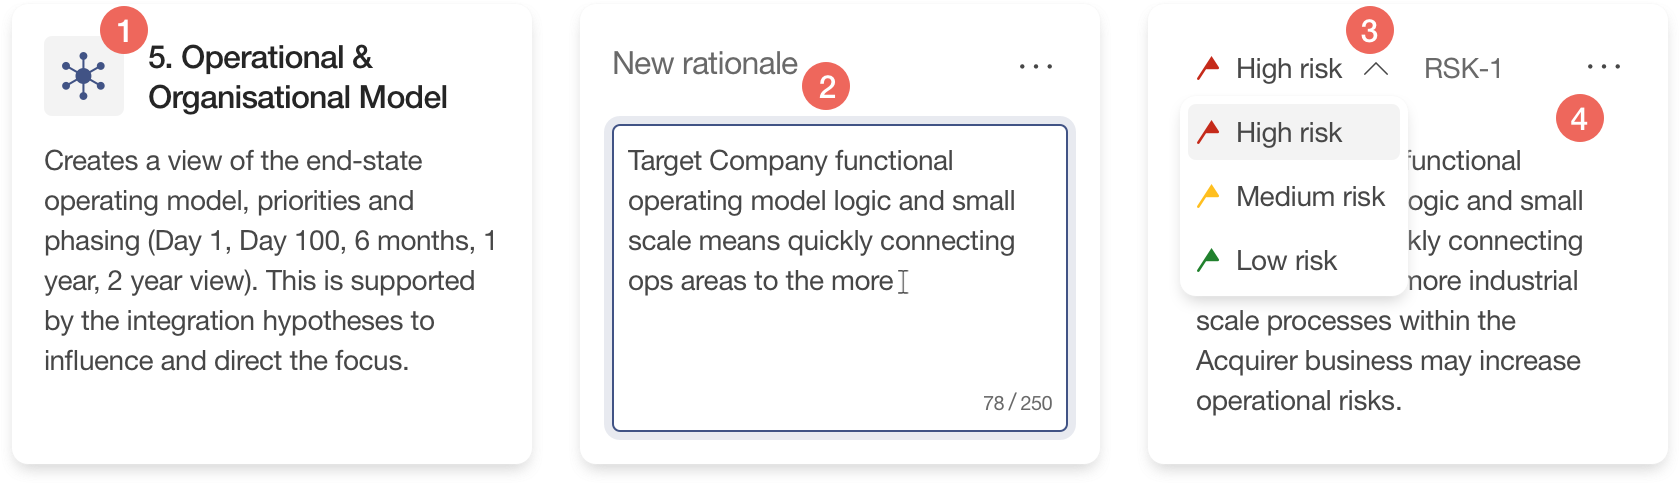 1
5. Operational &
Organisational Model
Creates a view of the end-state
operating model, priorities and
phasing (Day 1, Day 100, 6 months, 1
year, 2 year view). This is supported
by the integration hypotheses to
influence and direct the focus.
New rationale
2
Target Company functional
operating model logic and small
scale means quickly connecting
ops areas to the more
78 / 250
3
High risk
RSK-1
4
High risk
Medium risk
Low risk
functional
ogic and small
kly connecting
more industrial
scale processes within the
Acquirer business may increase
operational risks.